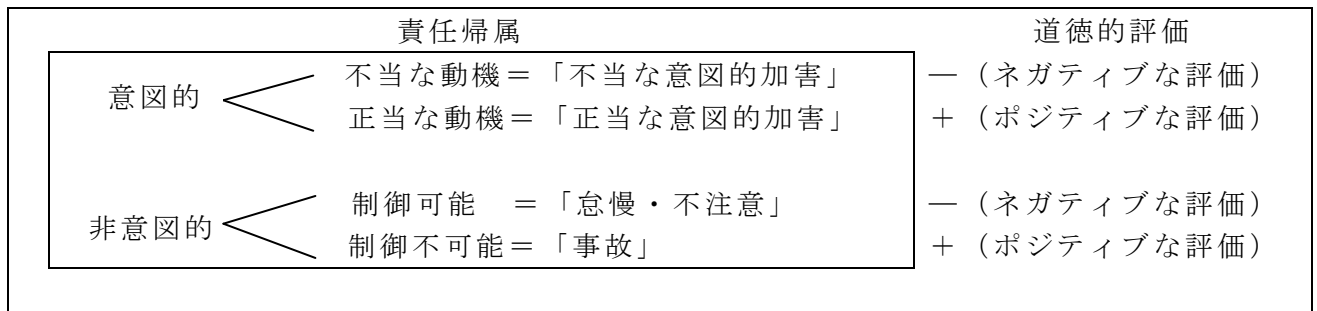 責任帰属 道徳的評価
意図的
不当な動機＝「不当な意図的加害」 ―（ネガティブな評価）
正当な動機＝「正当な意図的加害」 ＋（ポジティブな評価）
非意図的
制御可能 ＝「怠慢・不注意」 ―（ネガティブな評価）
制御不可能＝「事故」 ＋（ポジティブな評価）